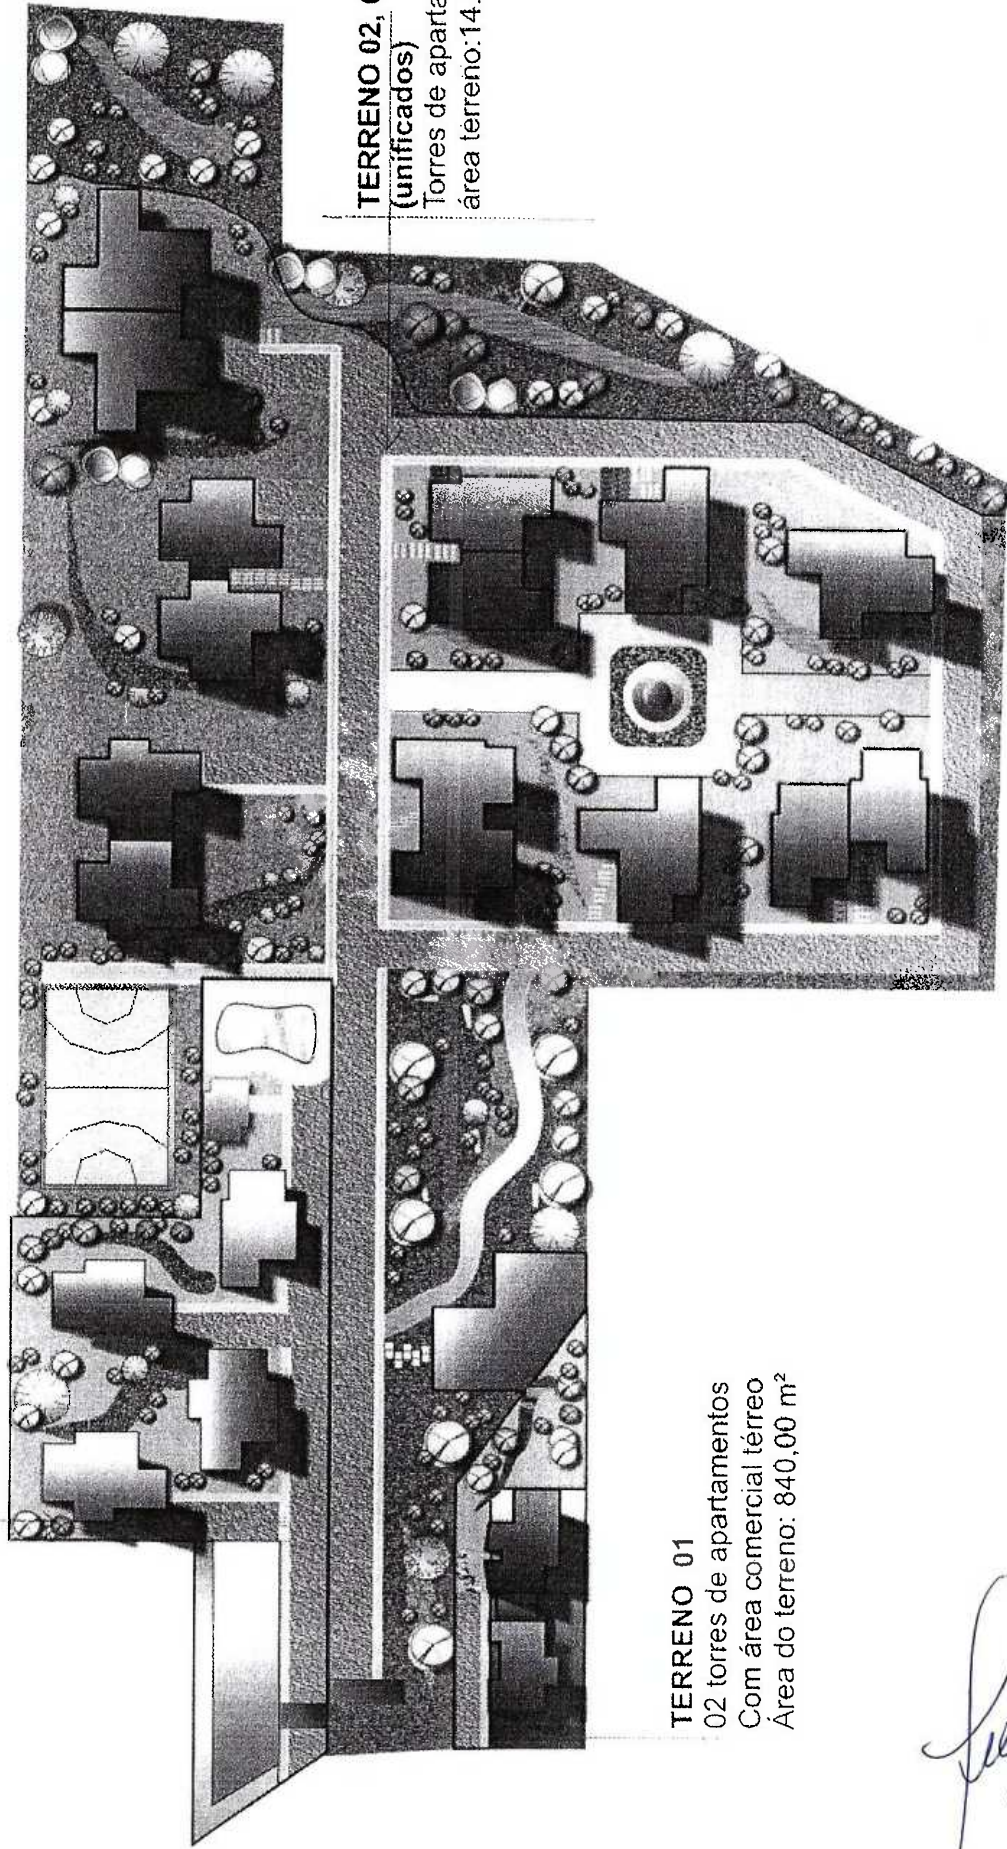 TERRENO 02,
(unificados)
Torres de aparta
área terreno:14.
TERRENO 01
02 torres de apartamentos
Com área comercial térreo
Área do terreno: 840,00 m²